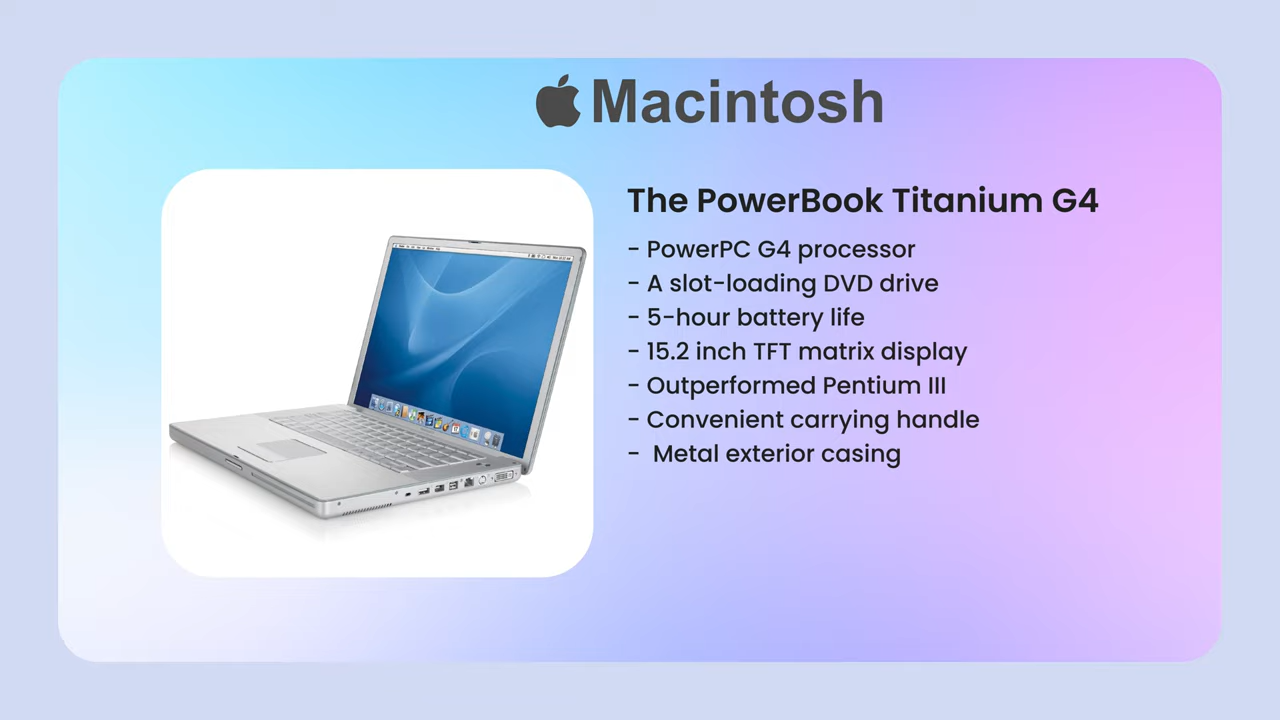 Macintosh
The PowerBook Titanium G4
- PowerPC G4 processor
- A slot-loading DVD drive
- 5-hour battery life
- 15.2 inch TFT matrix display
- Outperformed Pentium III
- Convenient carrying handle
- Metal exterior casing